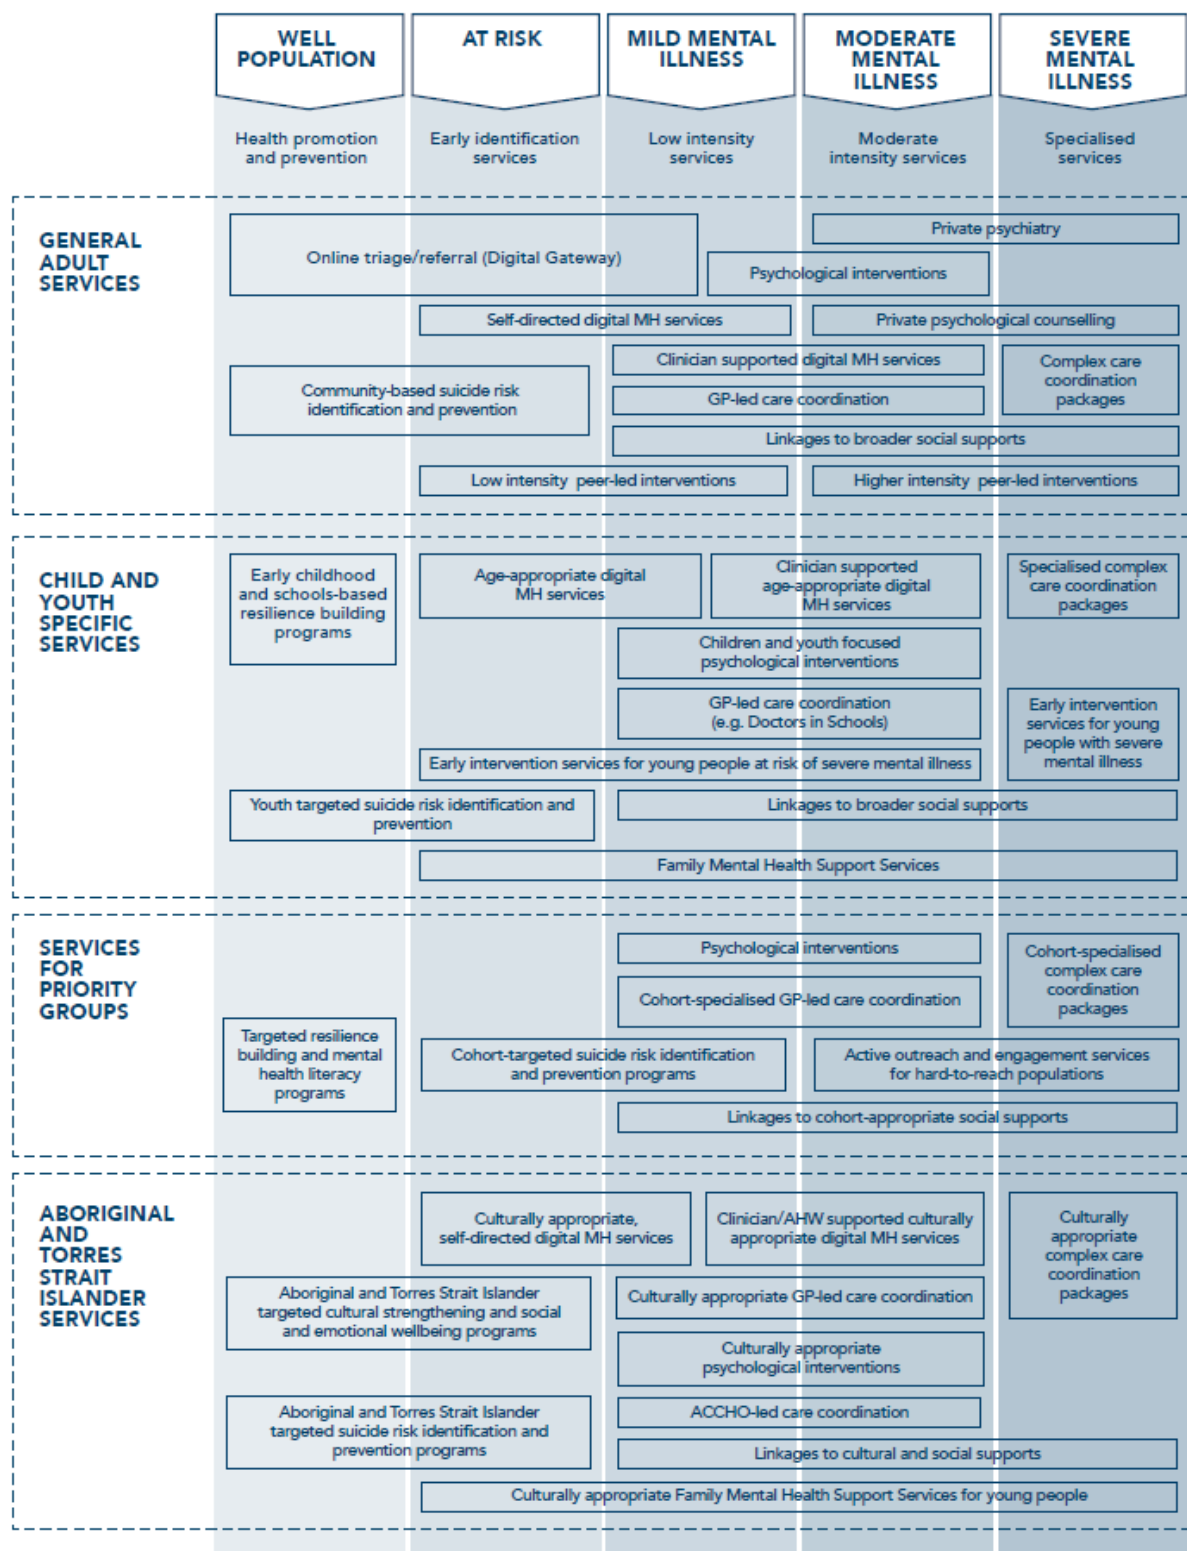 WELL
POPULATION
AT RISK
MILD MENTAL
ILLNESS
MODERATE
MENTAL
ILLNESS
SEVERE
MENTAL
ILLNESS
Health promotion
and prevention
Early identification
services
Low intensity
services
Moderate
intensity services
Specialised
services
GENERAL
ADULT
SERVICES
Online triage/referral (Digital Gateway)
Private psychiatry
Psychological interventions
Self-directed digital MH services
Private psychological counselling
Community-based suicide risk
identification and prevention
Clinician supported digital MH services
GP-led care coordination
Complex care
coordination
packages
Linkages to broader social supports
Low intensity peer-led interventions
Higher intensity peer-led interventions
CHILD AND
YOUTH
SPECIFIC
SERVICES
Early childhood
and schools-based
resilience building
programs
Age-appropriate digital
MH services
Clinician supported
age-appropriate digital
MH services
Specialised complex
care coordination
packages
Children and youth focused
psychological interventions
GP-led care coordination
(e.g. Doctors in Schools)
Early intervention
services for young
people with severe
mental illness
Early intervention services for young people at risk of severe mental illness
Youth targeted suicide risk identification and
prevention
Linkages to broader social supports
Family Mental Health Support Services
SERVICES
FOR
PRIORITY
GROUPS
Psychological interventions
Cohort-specialised GP-led care coordination
Cohort-specialised
complex care
coordination
packages
Targeted resilience
building and mental
health literacy
programs
Cohort-targeted suicide risk identification
and prevention programs
Active outreach and engagement services
for hard-to-reach populations
Linkages to cohort-appropriate social supports
ABORIGINAL
AND
TORRES
STRAIT
ISLANDER
SERVICES
Culturally appropriate,
self-directed digital MH services
Clinician/AHW supported culturally
appropriate digital MH services
Culturally
appropriate
complex care
coordination
packages
Aboriginal and Torres Strait Islander
targeted cultural strengthening and social
and emotional wellbeing programs
Culturally appropriate GP-led care coordination
Culturally appropriate
psychological interventions
Aboriginal and Torres Strait Islander
targeted suicide risk identification and
prevention programs
ACCHO-led care coordination
Linkages to cultural and social supports
Culturally appropriate Family Mental Health Support Services for young people